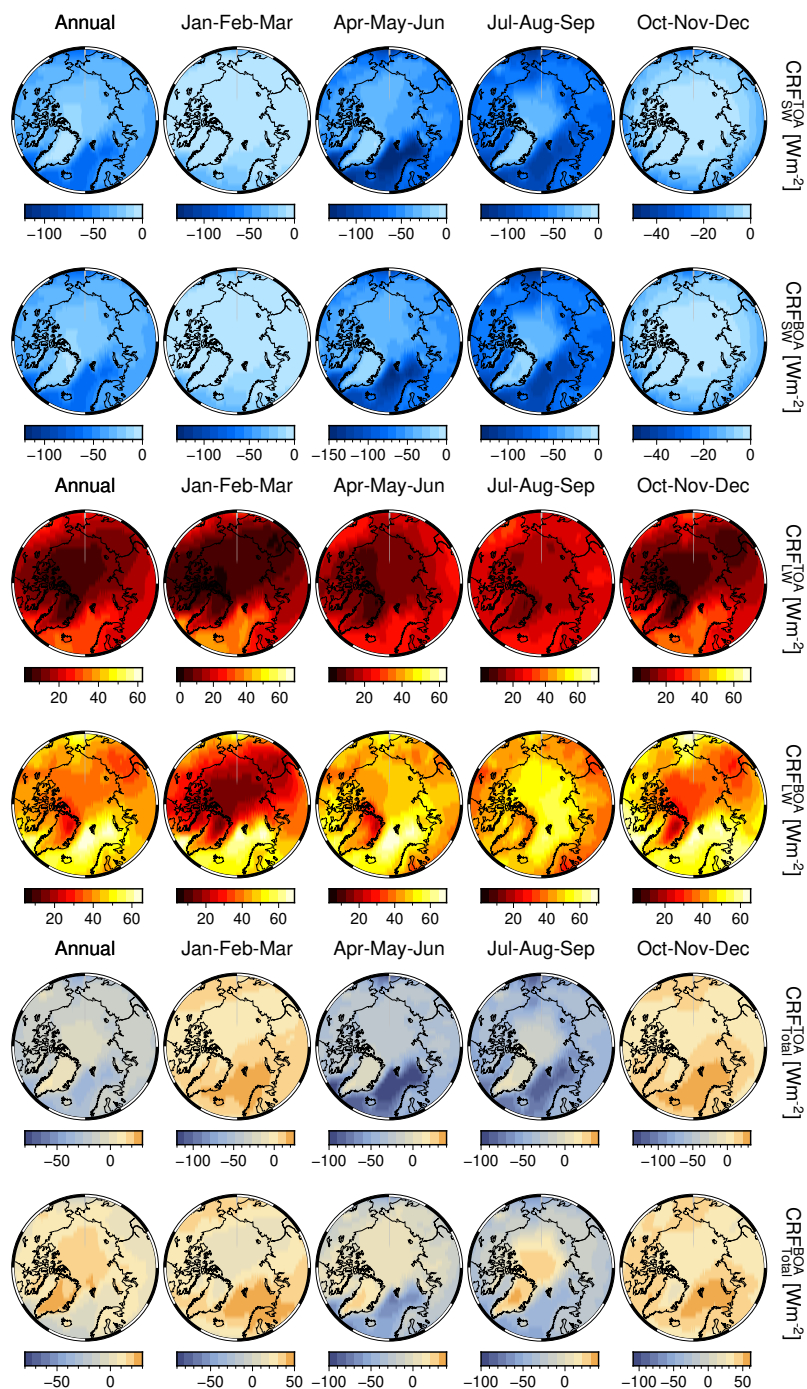 Annual Jan-Feb-Mar Apr-May-Jun Jul-Aug-Sep Oct-Nov-Dec
CRF^TOA_SW [Wm^-2]
−100 −50 0 −100 −50 0 −100 −50 0 −100 −50 0 −40 −20 0
CRF^BOA_SW [Wm^-2]
−100 −50 0 −100 −50 0 −150 −100 −50 0 −100 −50 0 −40 −20 0
Annual Jan-Feb-Mar Apr-May-Jun Jul-Aug-Sep Oct-Nov-Dec
CRF^TOA_LW [Wm^-2]
20 40 60 0 20 40 60 20 40 60 20 40 60 20 40 60
CRF^BOA_LW [Wm^-2]
20 40 60 20 40 60 20 40 60 20 40 60 20 40 60
Annual Jan-Feb-Mar Apr-May-Jun Jul-Aug-Sep Oct-Nov-Dec
CRF^TOA_Total [Wm^-2]
−50 0 −100 −50 0 −100 −50 0 −100 −50 0 −100 −50 0
CRF^BOA_Total [Wm^-2]
−50 0 −50 0 50 −100 0 −100 0 −100 −50 0 50